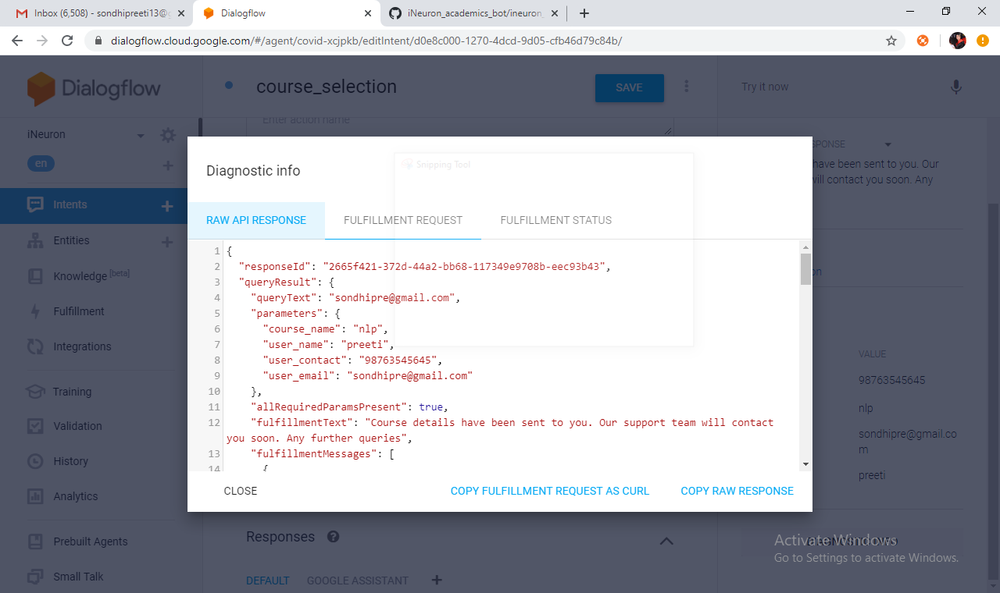 Inbox (6,508) - sondhipreeti13@g
Dialogflow
iNeuron_academics_bot/ineuron_
dialogflow.cloud.google.com/#/agent/covid-xcjpkb/editIntent/d0e8c000-1270-4dcd-9d05-cfb46d79c84b/
Dialogflow
course_selection
SAVE
Try it now
Enter action name
iNeuron
en
Intents
Entities
Knowledge [beta]
Fulfillment
Integrations
Training
Validation
History
Analytics
Prebuilt Agents
Small Talk
Diagnostic info
Snipping Tool
RAW API RESPONSE
FULFILLMENT REQUEST
FULFILLMENT STATUS
1 {
2 "responseId": "2665f421-372d-44a2-bb68-117349e9708b-eec93b43",
3 "queryResult": {
4 "queryText": "sondhipre@gmail.com",
5 "parameters": {
6 "course_name": "nlp",
7 "user_name": "preeti",
8 "user_contact": "98763545645",
9 "user_email": "sondhipre@gmail.com"
10 },
11 "allRequiredParamsPresent": true,
12 "fulfillmentText": "Course details have been sent to you. Our support team will contact
you soon. Any further queries",
13 "fulfillmentMessages": [
14 {
CLOSE
COPY FULFILLMENT REQUEST AS CURL
COPY RAW RESPONSE
have been sent to you. Our
will contact you soon. Any
VALUE
98763545645
nlp
sondhipre@gmail.co
m
preeti
Responses
DEFAULT
GOOGLE ASSISTANT
Activate Windows
Go to Settings to activate Windows.